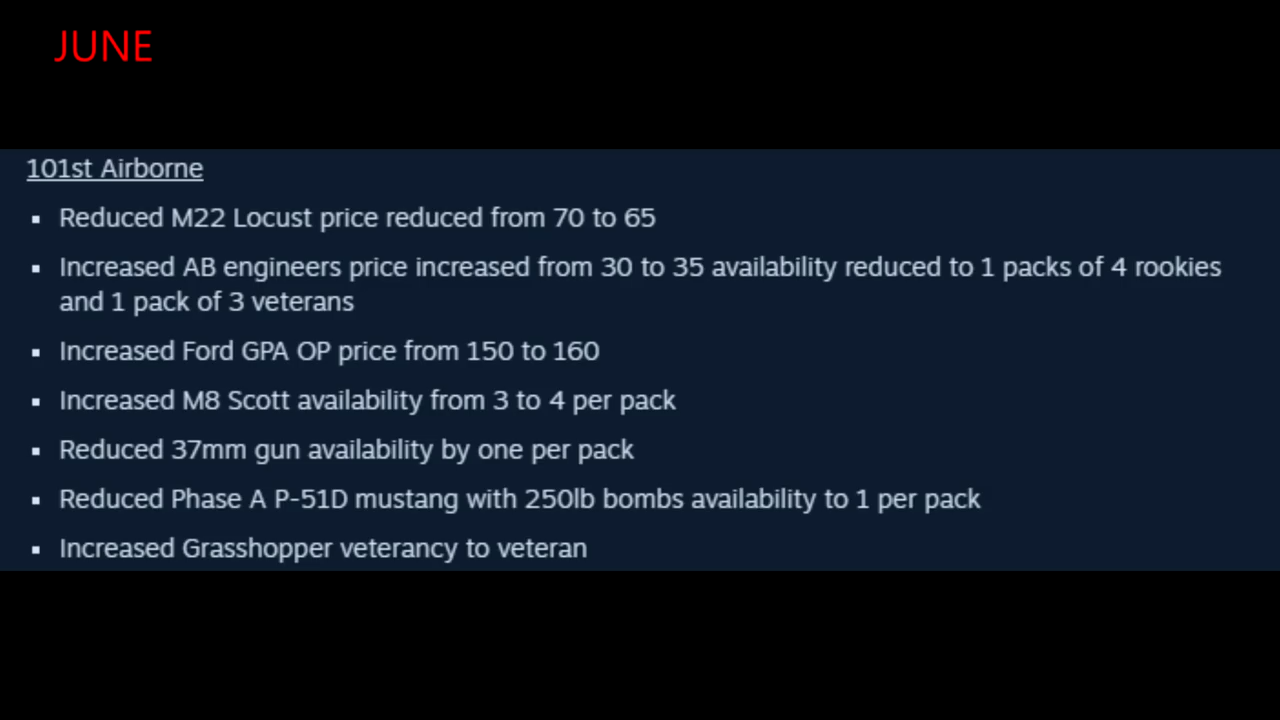 JUNE
101st Airborne
▪ Reduced M22 Locust price reduced from 70 to 65
▪ Increased AB engineers price increased from 30 to 35 availability reduced to 1 packs of 4 rookies
and 1 pack of 3 veterans
▪ Increased Ford GPA OP price from 150 to 160
▪ Increased M8 Scott availability from 3 to 4 per pack
▪ Reduced 37mm gun availability by one per pack
▪ Reduced Phase A P-51D mustang with 250lb bombs availability to 1 per pack
▪ Increased Grasshopper veterancy to veteran